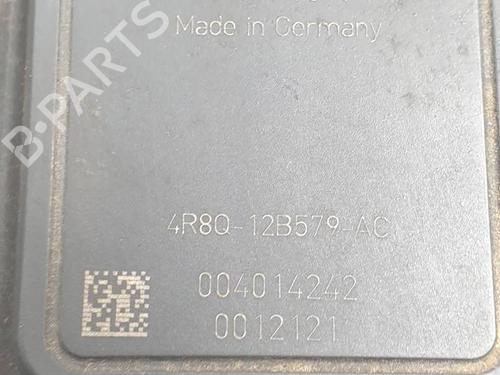 B-PARTS
Made in Germany
4R8Q-12B579-AC
004014242
0012121